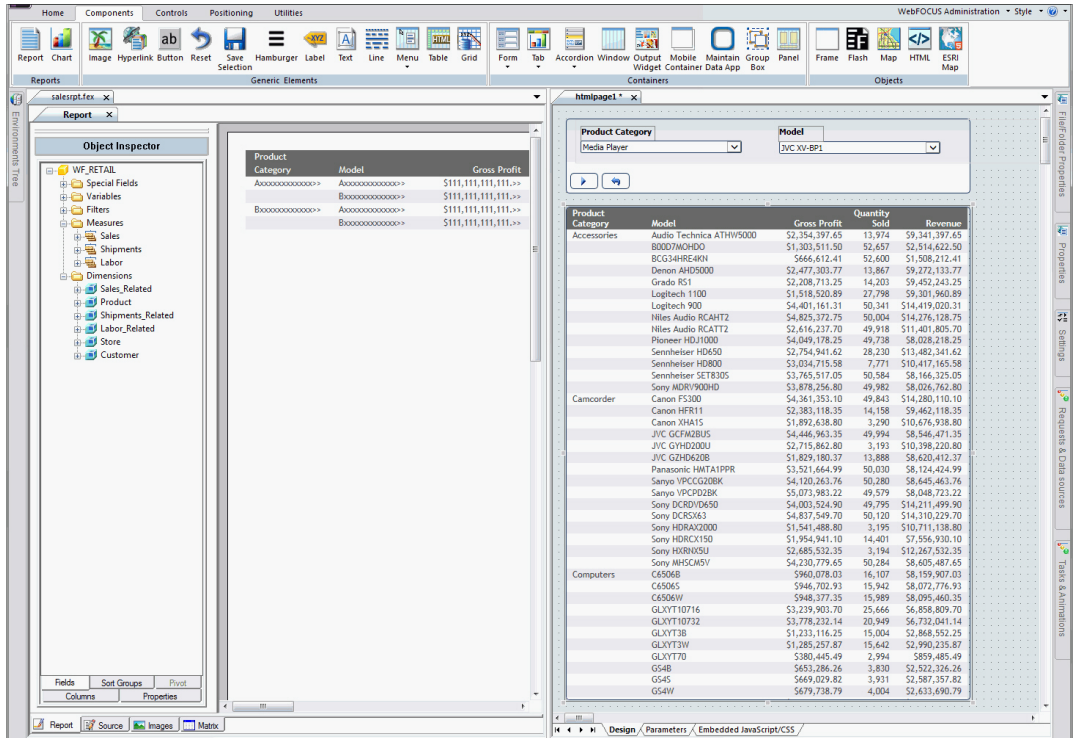 Home Components Controls Positioning Utilities WebFOCUS Administration Style
Report Chart Image Hyperlink Button Reset Save Selection Hamburger Label Text Line Menu Table Grid Form Tab Accordion Window Output Widget Mobile Container Maintain Data App Group Box Panel Frame Flash Map HTML ESRI Map
Reports Generic Elements Containers Objects
salesrpt.fex x
htmlpage1 * x
Environments Tree
Report x
Object Inspector
WF_RETAIL
Special Fields
Variables
Filters
Measures
Sales
Shipments
Labor
Dimensions
Sales_Related
Product
Shipments_Related
Labor_Related
Store
Customer
Fields Sort Groups Pivot
Columns Properties
Report Source Images Matrix
Product
Category Model Gross Profit
Axxxxxxxxxxxxx>> Axxxxxxxxxxxxx>> $111,111,111,111.>>
Bxxxxxxxxxxxxx>> $111,111,111,111.>>
Bxxxxxxxxxxxxx>> Axxxxxxxxxxxxx>> $111,111,111,111.>>
Bxxxxxxxxxxxxx>> $111,111,111,111.>>
Product Category Model
Media Player JVC XV-BP1
Product Quantity
Category Model Gross Profit Sold Revenue
Accessories Audio Technica ATHW5000 $2,354,397.65 13,974 $9,341,397.65
B00D7MOHDO $1,303,511.50 52,657 $2,514,622.50
BCG34HRE4KN $666,612.41 52,600 $1,508,212.41
Denon AHD5000 $2,477,303.77 13,867 $9,272,133.77
Grado RS1 $2,208,713.25 14,203 $9,452,243.25
Logitech 1100 $1,518,520.89 27,798 $9,301,960.89
Logitech 900 $4,401,161.31 50,341 $14,419,020.31
Niles Audio RCAHT2 $4,825,372.75 50,004 $14,276,128.75
Niles Audio RCATT2 $2,616,237.70 49,918 $11,401,805.70
Pioneer HDJ1000 $4,049,178.25 49,738 $8,028,218.25
Sennheiser HD650 $2,754,941.62 28,230 $13,482,341.62
Sennheiser HD800 $3,034,715.58 7,771 $10,417,165.58
Sennheiser SET830S $3,765,517.05 50,584 $8,166,325.05
Sony MDRV900HD $3,878,256.80 49,982 $8,026,762.80
Camcorder Canon FS300 $4,361,353.10 49,843 $14,280,110.10
Canon HFR11 $2,383,118.35 14,158 $9,462,118.35
Canon XHA1S $1,892,638.80 3,290 $10,676,938.80
JVC GCFM2BUS $4,446,963.35 49,994 $8,546,471.35
JVC GYHD200U $2,715,862.80 3,193 $10,398,220.80
JVC GZHD620B $1,829,180.37 13,888 $8,620,412.37
Panasonic HMTA1PPR $3,521,664.99 50,030 $8,124,424.99
Sanyo VPCCG20BK $4,120,263.76 50,280 $8,645,463.76
Sanyo VPCPD2BK $5,073,983.22 49,579 $8,048,723.22
Sony DCRDVD650 $4,003,524.90 49,795 $14,211,499.90
Sony DCRSX63 $4,837,549.70 50,120 $14,310,229.70
Sony HDRAX2000 $1,541,488.80 3,195 $10,711,138.80
Sony HDRCX150 $1,954,941.10 14,401 $7,556,930.10
Sony HXRNX5U $2,685,532.35 3,194 $12,267,532.35
Sony MHSCM5V $4,230,779.65 50,284 $8,605,487.65
Computers C6506B $960,078.03 16,107 $8,159,907.03
C6506S $946,702.93 15,942 $8,072,776.93
C6506W $948,377.35 15,989 $8,095,460.35
GLXYT10716 $3,239,903.70 25,666 $6,858,809.70
GLXYT10732 $3,778,232.14 20,949 $6,732,041.14
GLXYT3B $1,233,116.25 15,004 $2,868,552.25
GLXYT3W $1,285,257.87 15,642 $2,990,235.87
GLXYT70 $380,445.49 2,994 $859,485.49
GS4B $653,286.26 3,830 $2,522,326.26
GS4S $669,029.82 3,931 $2,587,357.82
GS4W $679,738.79 4,004 $2,633,690.79
Design Parameters Embedded JavaScript/CSS
File/Folder Properties
Properties
Settings
Requests & Data sources
Tasks & Animations